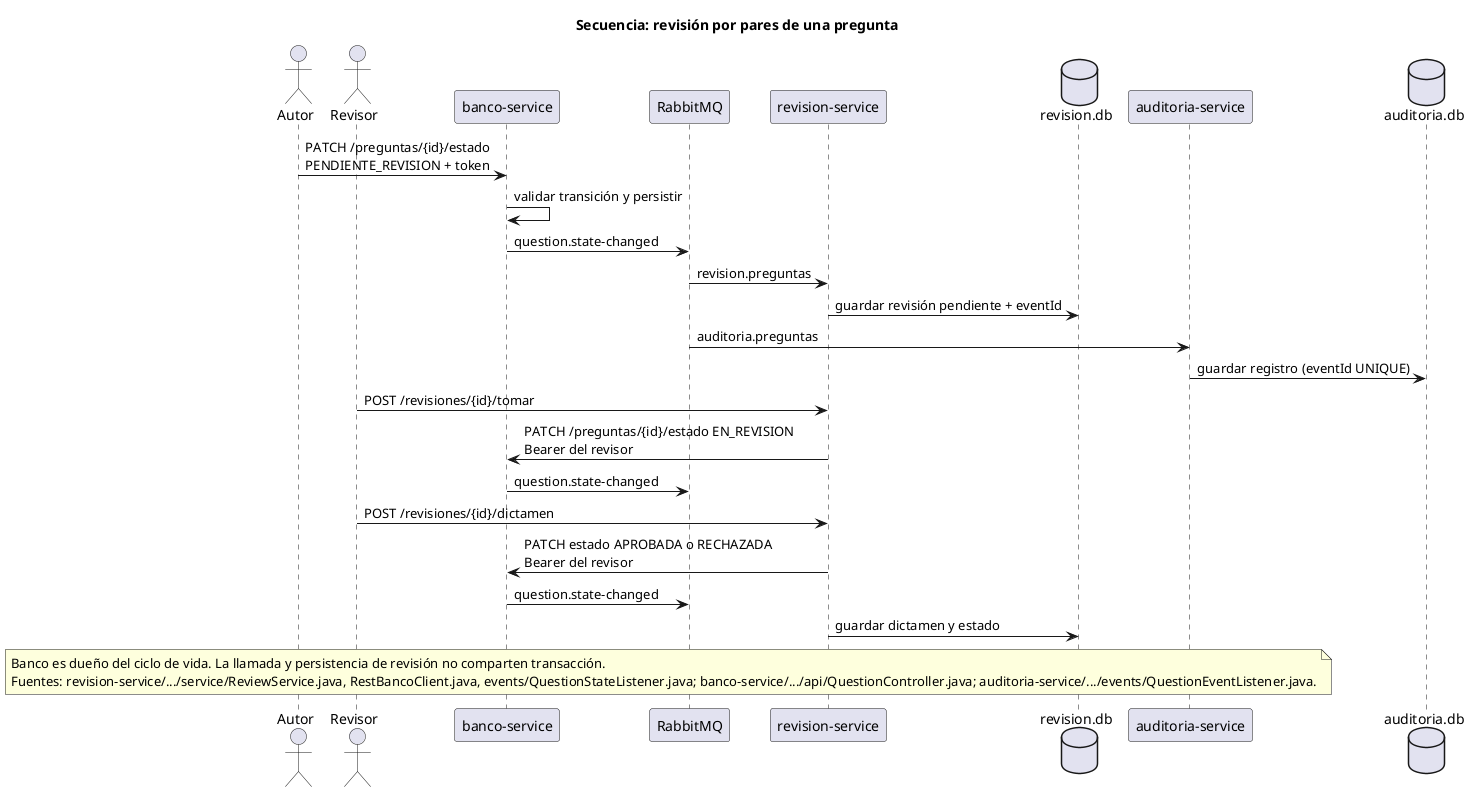 Secuencia: revisión por pares de una pregunta
Autor
Revisor
banco-service
RabbitMQ
revision-service
revision.db
auditoria-service
auditoria.db
PATCH /preguntas/{id}/estado
PENDIENTE_REVISION + token
validar transición y persistir
question.state-changed
revision.preguntas
guardar revisión pendiente + eventId
auditoria.preguntas
guardar registro (eventId UNIQUE)
POST /revisiones/{id}/tomar
PATCH /preguntas/{id}/estado EN_REVISION
Bearer del revisor
question.state-changed
POST /revisiones/{id}/dictamen
PATCH estado APROBADA o RECHAZADA
Bearer del revisor
question.state-changed
guardar dictamen y estado
Banco es dueño del ciclo de vida. La llamada y persistencia de revisión no comparten transacción.
Fuentes: revision-service/.../service/ReviewService.java, RestBancoClient.java, events/QuestionStateListener.java; banco-service/.../api/QuestionController.java; auditoria-service/.../events/QuestionEventListener.java.
Autor
Revisor
banco-service
RabbitMQ
revision-service
revision.db
auditoria-service
auditoria.db